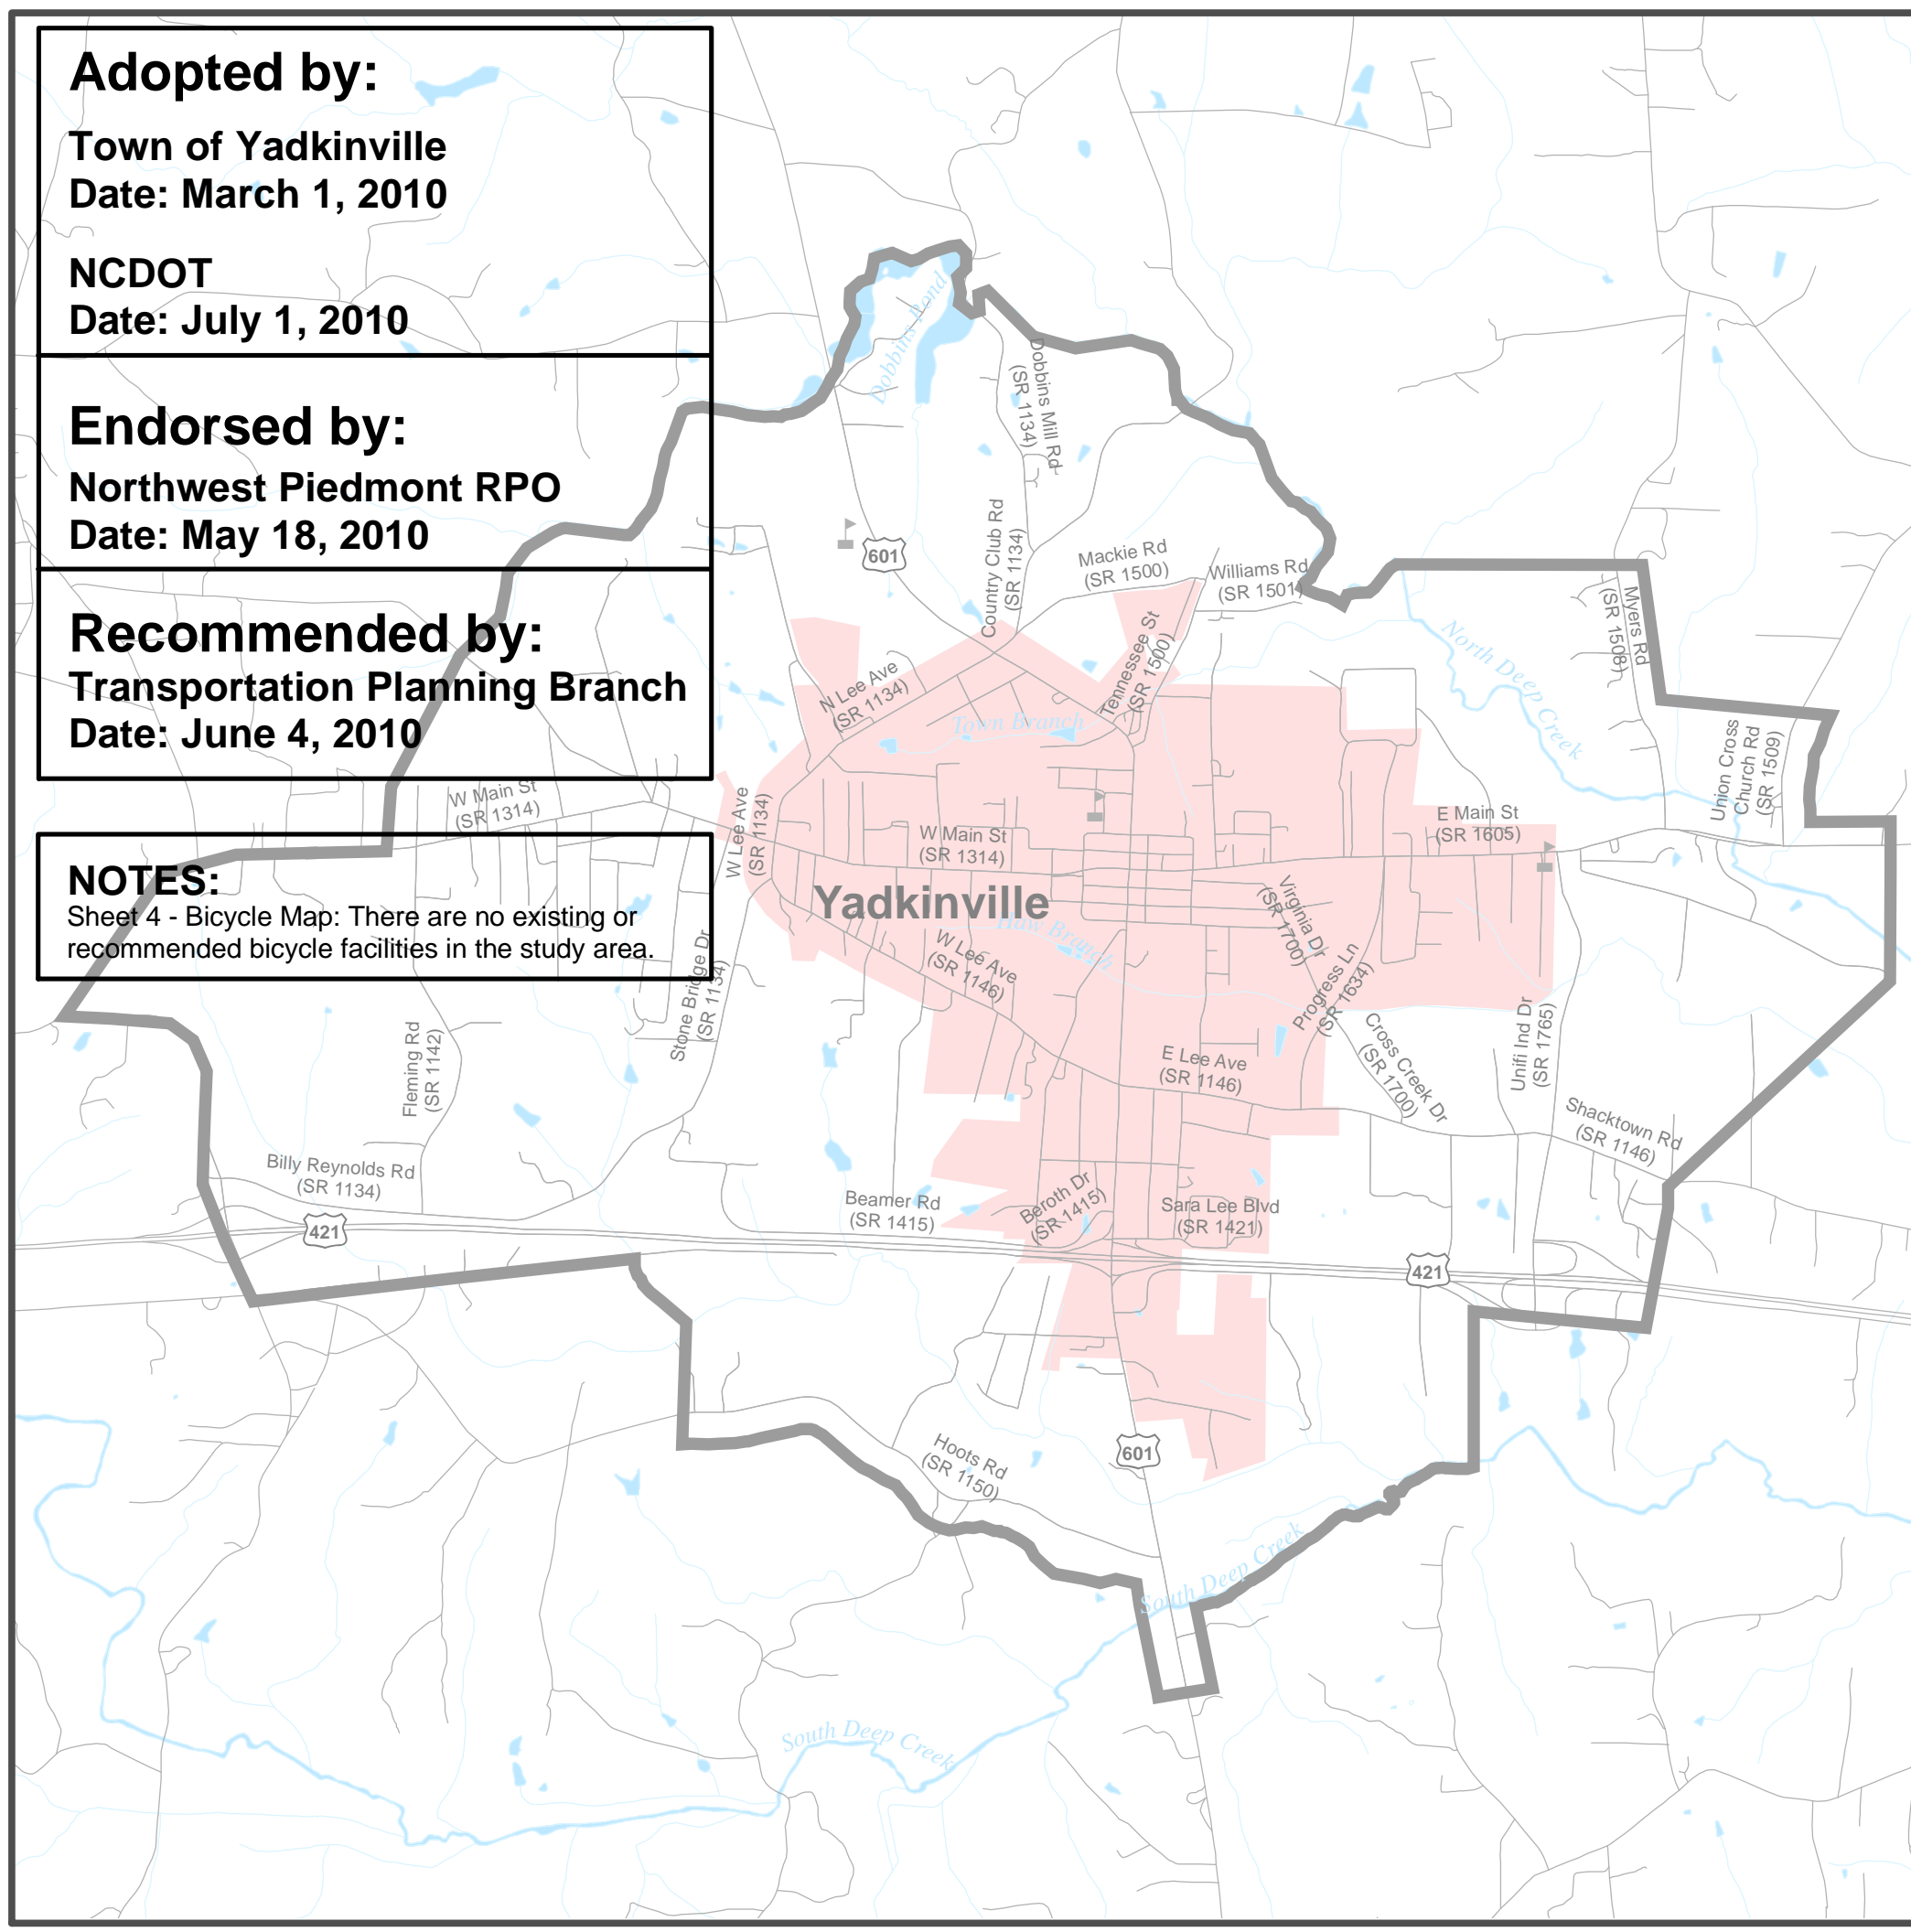 Adopted by:
Town of Yadkinville
Date: March 1, 2010
NCDOT
Date: July 1, 2010
Endorsed by:
Northwest Piedmont RPO
Date: May 18, 2010
Recommended by:
Transportation Planning Branch
Date: June 4, 2010
NOTES:
Sheet 4 - Bicycle Map: There are no existing or
recommended bicycle facilities in the study area.
Dobbins Pond
Dobbins Mill Rd
(SR 1134)
601
Country Club Rd
(SR 1134)
Mackie Rd
(SR 1500)
Williams Rd
(SR 1501)
Myers Rd
(SR 1508)
North Deep Creek
Tennessee St
(SR 1500)
N Lee Ave
(SR 1134)
Town Branch
Union Cross
Church Rd
(SR 1509)
W Main St
(SR 1314)
W Lee Ave
(SR 1134)
W Main St
(SR 1314)
E Main St
(SR 1605)
Yadkinville
Haw Branch
Virginia Dr
(SR 1700)
W Lee Ave
(SR 1146)
Stone Bridge Dr
(SR 1134)
Progress Ln
(SR 1634)
Fleming Rd
(SR 1142)
Cross Creek Dr
(SR 1700)
Unifi Ind Dr
(SR 1765)
E Lee Ave
(SR 1146)
Shacktown Rd
(SR 1146)
Billy Reynolds Rd
(SR 1134)
421
Beamer Rd
(SR 1415)
Beroth Dr
(SR 1415)
Sara Lee Blvd
(SR 1421)
421
Hoots Rd
(SR 1150)
601
South Deep Creek
South Deep Creek